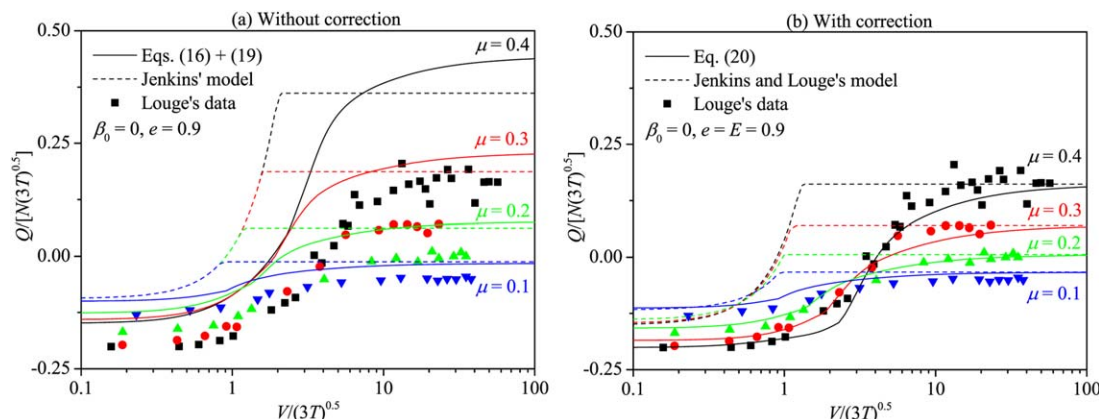 (a) Without correction
0.50
0.25
0.00
-0.25
Q/[N(3T)^0.5]
Eqs. (16) + (19)
Jenkins' model
Louge's data
β₀ = 0, e = 0.9
μ = 0.4
μ = 0.3
μ = 0.2
μ = 0.1
0.1 1 10 100
V/(3T)^0.5
(b) With correction
0.50
0.25
0.00
-0.25
Q/[N(3T)^0.5]
Eq. (20)
Jenkins and Louge's model
Louge's data
β₀ = 0, e = E = 0.9
μ = 0.4
μ = 0.3
μ = 0.2
μ = 0.1
0.1 1 10 100
V/(3T)^0.5